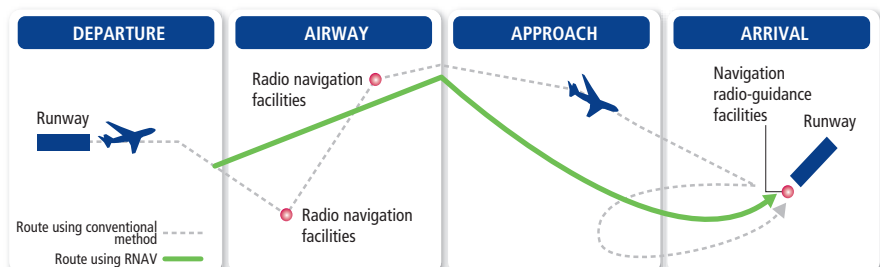 DEPARTURE
AIRWAY
APPROACH
ARRIVAL
Runway
Radio navigation
facilities
Radio navigation
facilities
Navigation
radio-guidance
facilities
Runway
Route using conventional
method
Route using RNAV